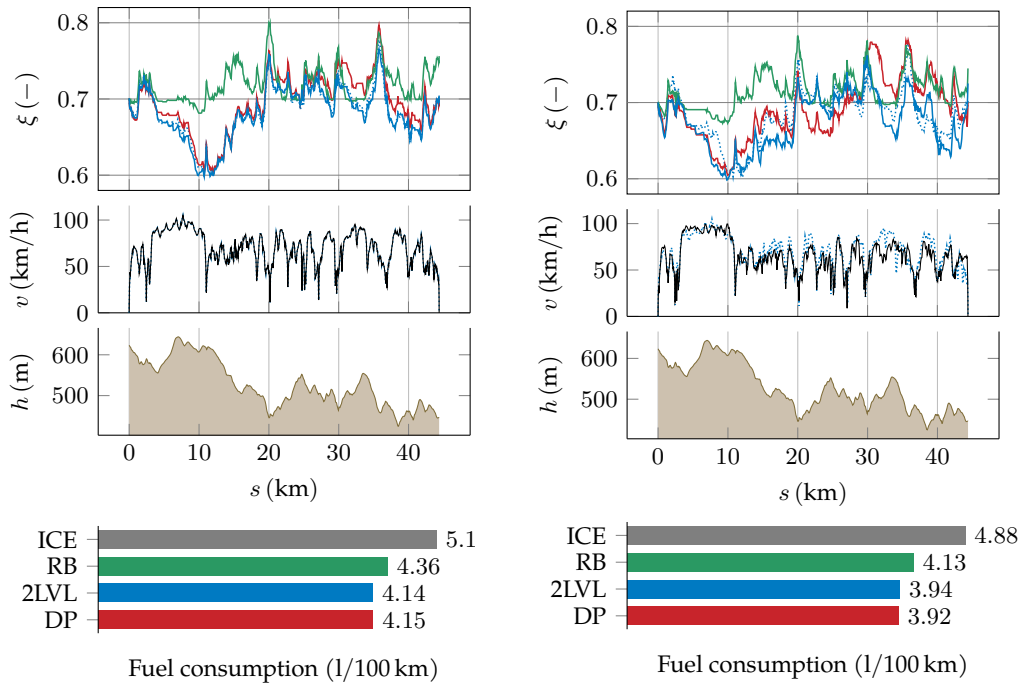 0.8
0.7
0.6
ξ (−)
100
50
0
v (km/h)
600
500
h (m)
0 10 20 30 40
s (km)
ICE 5.1
RB 4.36
2LVL 4.14
DP 4.15
Fuel consumption (l/100 km)
0.8
0.7
0.6
ξ (−)
100
50
0
v (km/h)
600
500
h (m)
0 10 20 30 40
s (km)
ICE 4.88
RB 4.13
2LVL 3.94
DP 3.92
Fuel consumption (l/100 km)